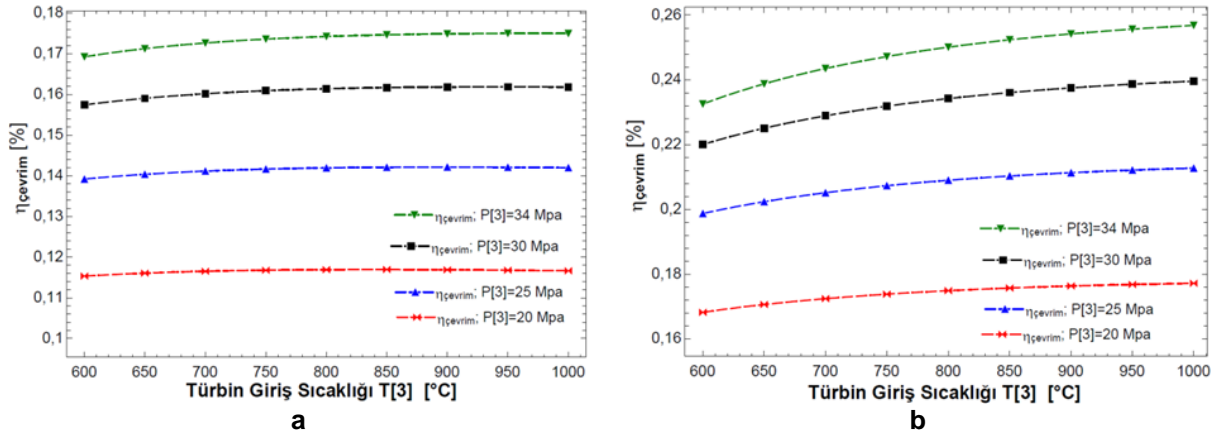 0,18
0,17
0,16
0,15
0,14
0,13
0,12
0,11
0,1
ηçevrim [%]
ηçevrim; P[3]=34 Mpa
ηçevrim; P[3]=30 Mpa
ηçevrim; P[3]=25 Mpa
ηçevrim; P[3]=20 Mpa
600 650 700 750 800 850 900 950 1000
Türbin Giriş Sıcaklığı T[3] [°C]
a
0,26
0,24
0,22
0,2
0,18
0,16
ηçevrim [%]
ηçevrim; P[3]=34 Mpa
ηçevrim; P[3]=30 Mpa
ηçevrim; P[3]=25 Mpa
ηçevrim; P[3]=20 Mpa
600 650 700 750 800 850 900 950 1000
Türbin Giriş Sıcaklığı T[3] [°C]
b